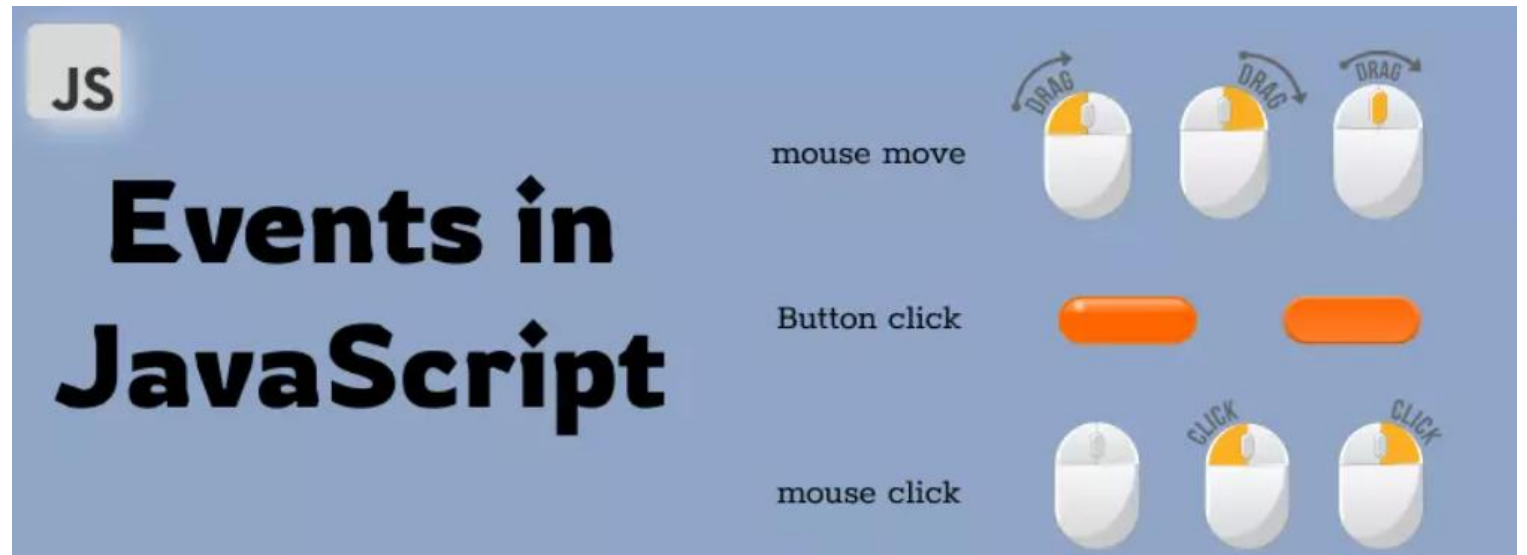 JS
Events in
JavaScript
DRAG
DRAG
DRAG
mouse move
Button click
CLICK
CLICK
mouse click